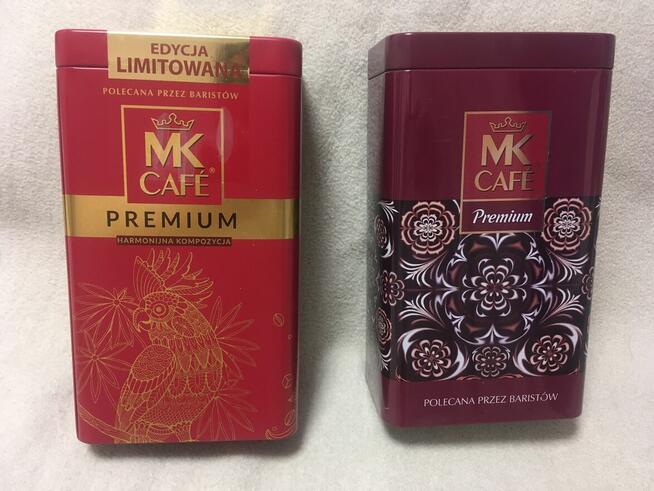 EDYCJA
LIMITOWANA
POLECANA PRZEZ BARISTÓW
MK
CAFÉ®
PREMIUM
HARMONIJNA KOMPOZYCJA
MK
CAFÉ®
Premium
POLECANA PRZEZ BARISTÓW